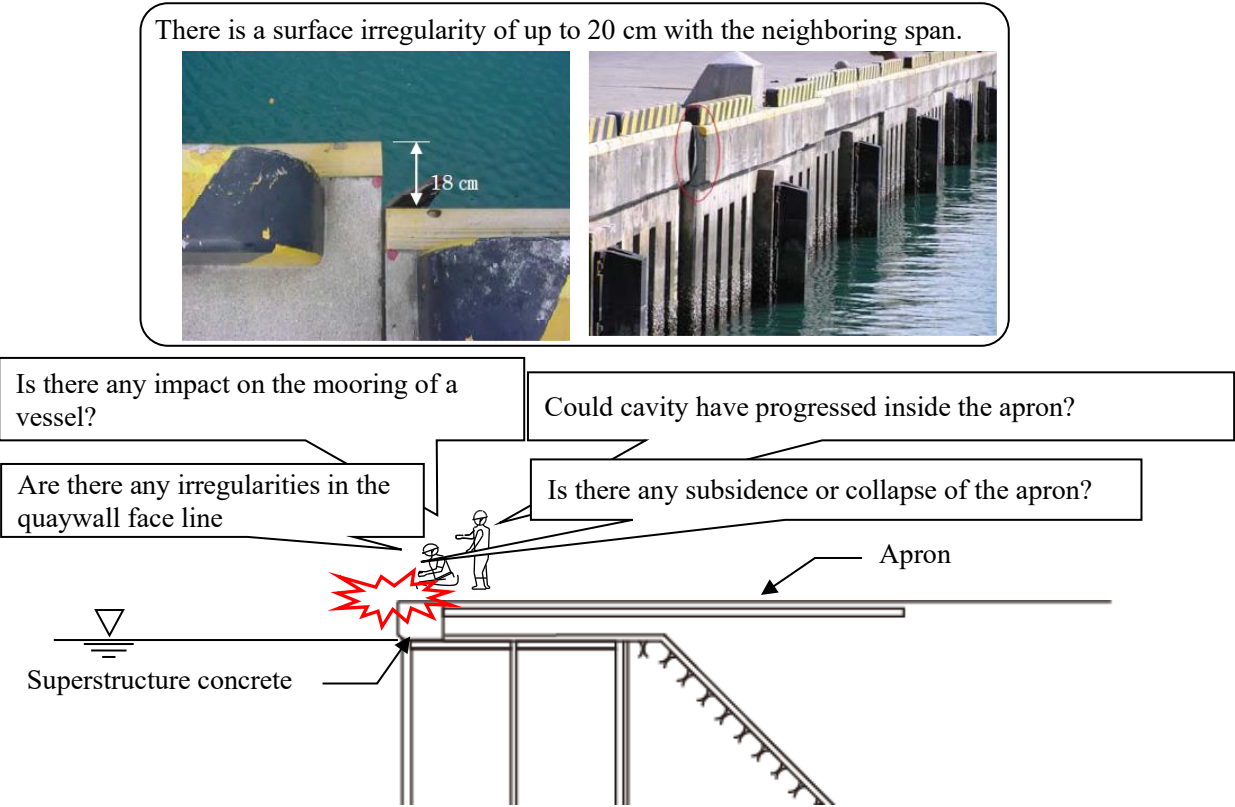 There is a surface irregularity of up to 20 cm with the neighboring span.
18 cm
Is there any impact on the mooring of a
vessel?
Could cavity have progressed inside the apron?
Are there any irregularities in the
quaywall face line
Is there any subsidence or collapse of the apron?
Apron
Superstructure concrete